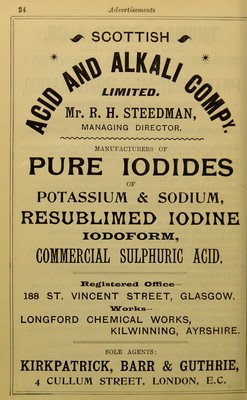 24
Advertisements
SCOTTISH
ACID AND ALKALI COMPY.
LIMITED.
Mr. R. H. STEEDMAN,
MANAGING DIRECTOR.
MANUFACTURERS OF
PURE IODIDES
OF
POTASSIUM & SODIUM,
RESUBLIMED IODINE
IODOFORM,
COMMERCIAL SULPHURIC ACID.
Registered Office—
188 ST. VINCENT STREET, GLASGOW.
Works—
LONGFORD CHEMICAL WORKS,
KILWINNING, AYRSHIRE.
SOLE AGENTS:
KIRKPATRICK, BARR & GUTHRIE,
4 CULLUM STREET, LONDON, E.C.